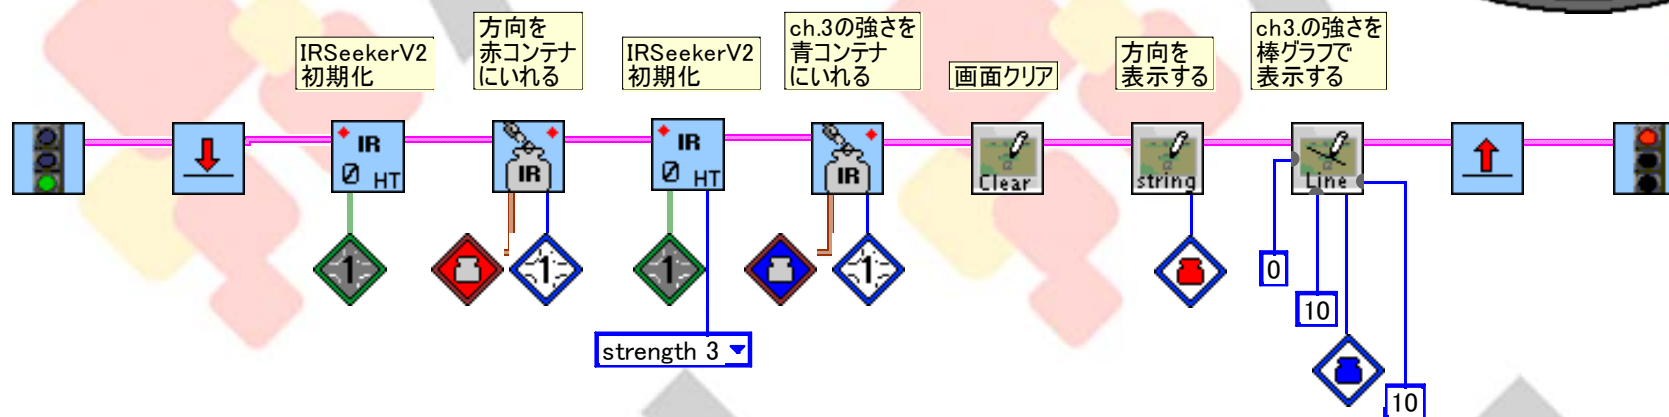 IRSeekerV2
初期化
方向を
赤コンテナ
にいれる
IRSeekerV2
初期化
ch.3の強さを
青コンテナ
にいれる
画面クリア
方向を
表示する
ch3.の強さを
棒グラフで
表示する
IR
0 HT
IR
IR
0 HT
IR
Clear
string
Line
1
1
1
1
0
10
strength 3
10